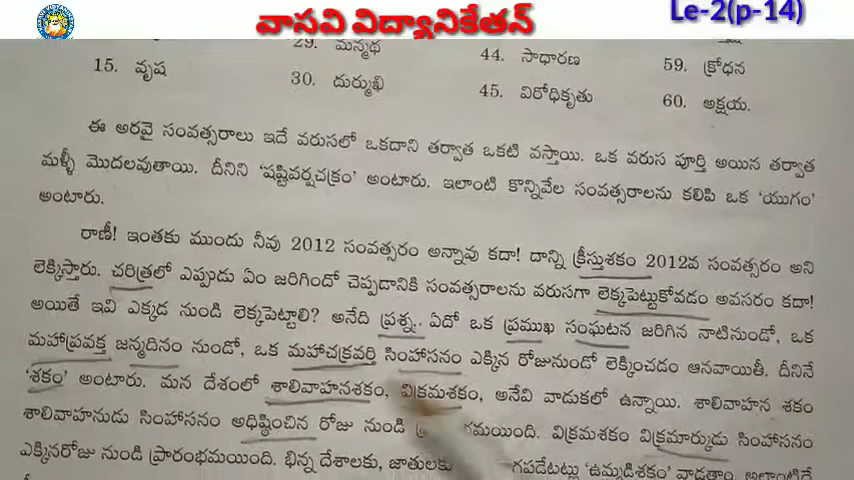 వాసవి విద్యానికేతన్
Le-2(p-14)
29. మన్మథ
44. సాధారణ
59. క్రోధన
15. వృష
30. దుర్ముఖి
45. విరోధికృతు
60. అక్షయ.
ఈ అరవై సంవత్సరాలు ఇదే వరుసలో ఒకదాని తర్వాత ఒకటి వస్తాయి. ఒక వరుస పూర్తి అయిన తర్వాత
మళ్ళీ మొదలవుతాయి. దీనిని 'షష్టివర్షచక్రం' అంటారు. ఇలాంటి కొన్నివేల సంవత్సరాలను కలిపి ఒక 'యుగం'
అంటారు.
రాణీ! ఇంతకు ముందు నీవు 2012 సంవత్సరం అన్నావు కదా! దాన్ని క్రీస్తుశకం 2012వ సంవత్సరం అని
లెక్కిస్తారు. చరిత్రలో ఎప్పుడు ఏం జరిగిందో చెప్పడానికి సంవత్సరాలను వరుసగా లెక్కపెట్టుకోవడం అవసరం కదా!
అయితే ఇవి ఎక్కడ నుండి లెక్కపెట్టాలి? అనేది ప్రశ్న.. ఏదో ఒక ప్రముఖ సంఘటన జరిగిన నాటినుండో, ఒక
మహాప్రవక్త జన్మదినం నుండో, ఒక మహాచక్రవర్తి సింహాసనం ఎక్కిన రోజునుండో లెక్కించడం ఆనవాయితీ. దీనినే
'శకం' అంటారు. మన దేశంలో శాలివాహనశకం, విక్రమశకం, అనేవి వాడుకలో ఉన్నాయి. శాలివాహన శకం
శాలివాహనుడు సింహాసనం అధిష్ఠించిన రోజు నుండి మయింది. విక్రమశకం విక్రమార్కుడు సింహాసనం
ఎక్కినరోజు నుండి ప్రారంభమయింది. భిన్న దేశాలకు, జాతులకు గపడేటట్లు 'ఉమ్మడిశకం' వాడతాం. అలాంటిదే